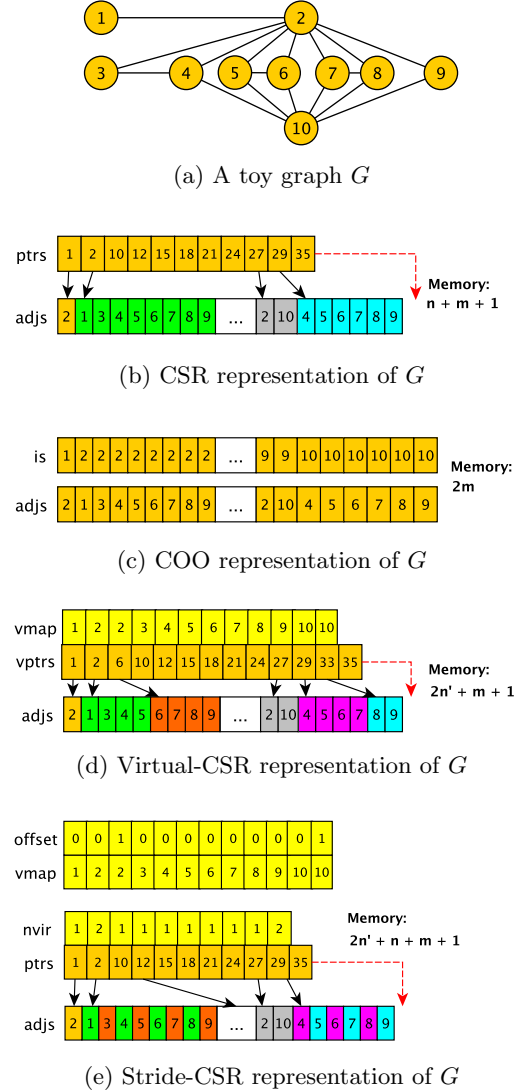 1 2
3 4 5 6 7 8 9
10
(a) A toy graph G
ptrs 1 2 10 12 15 18 21 24 27 29 35
Memory:
n + m + 1
adjs 2 1 3 4 5 6 7 8 9 ... 2 10 4 5 6 7 8 9
(b) CSR representation of G
is 1 2 2 2 2 2 2 2 2 ... 9 9 10 10 10 10 10 10
Memory:
2m
adjs 2 1 3 4 5 6 7 8 9 ... 2 10 4 5 6 7 8 9
(c) COO representation of G
vmap 1 2 2 3 4 5 6 7 8 9 10 10
vptrs 1 2 6 10 12 15 18 21 24 27 29 33 35
Memory:
2n' + m + 1
adjs 2 1 3 4 5 6 7 8 9 ... 2 10 4 5 6 7 8 9
(d) Virtual-CSR representation of G
offset 0 0 1 0 0 0 0 0 0 0 0 1
vmap 1 2 2 3 4 5 6 7 8 9 10 10
nvir 1 2 1 1 1 1 1 1 1 2
Memory:
2n' + n + m + 1
ptrs 1 2 10 12 15 18 21 24 27 29 35
adjs 2 1 3 4 5 6 7 8 9 ... 2 10 4 5 6 7 8 9
(e) Stride-CSR representation of G